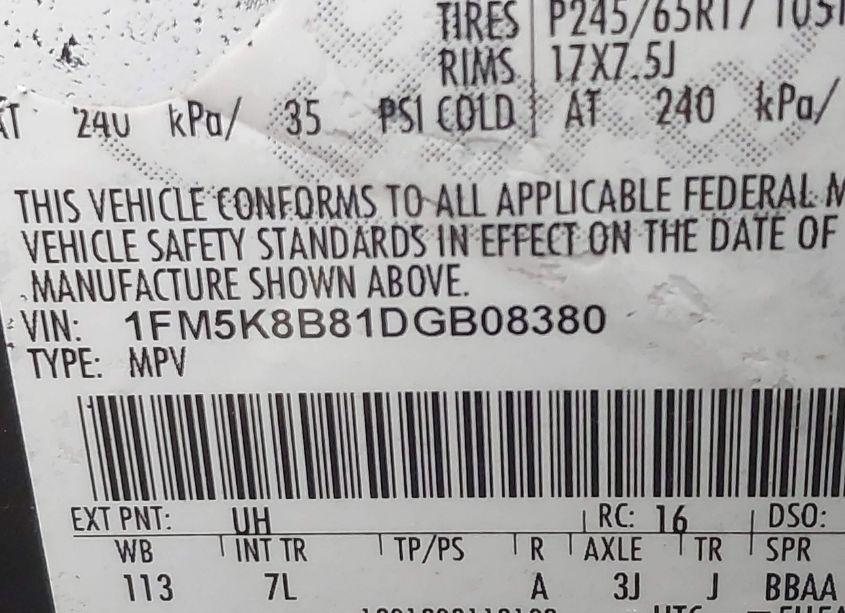 TIRES P245/65R17 105
RIMS 17X7.5J
AT 240 kPa/ 35 PSI COLD AT 240 kPa/
THIS VEHICLE CONFORMS TO ALL APPLICABLE FEDERAL M
VEHICLE SAFETY STANDARDS IN EFFECT ON THE DATE OF
MANUFACTURE SHOWN ABOVE.
VIN: 1FM5K8B81DGB08380
TYPE: MPV
EXT PNT: UH RC: 16 DSO:
WB INT TR TP/PS R AXLE TR SPR
113 7L A 3J J BBAA